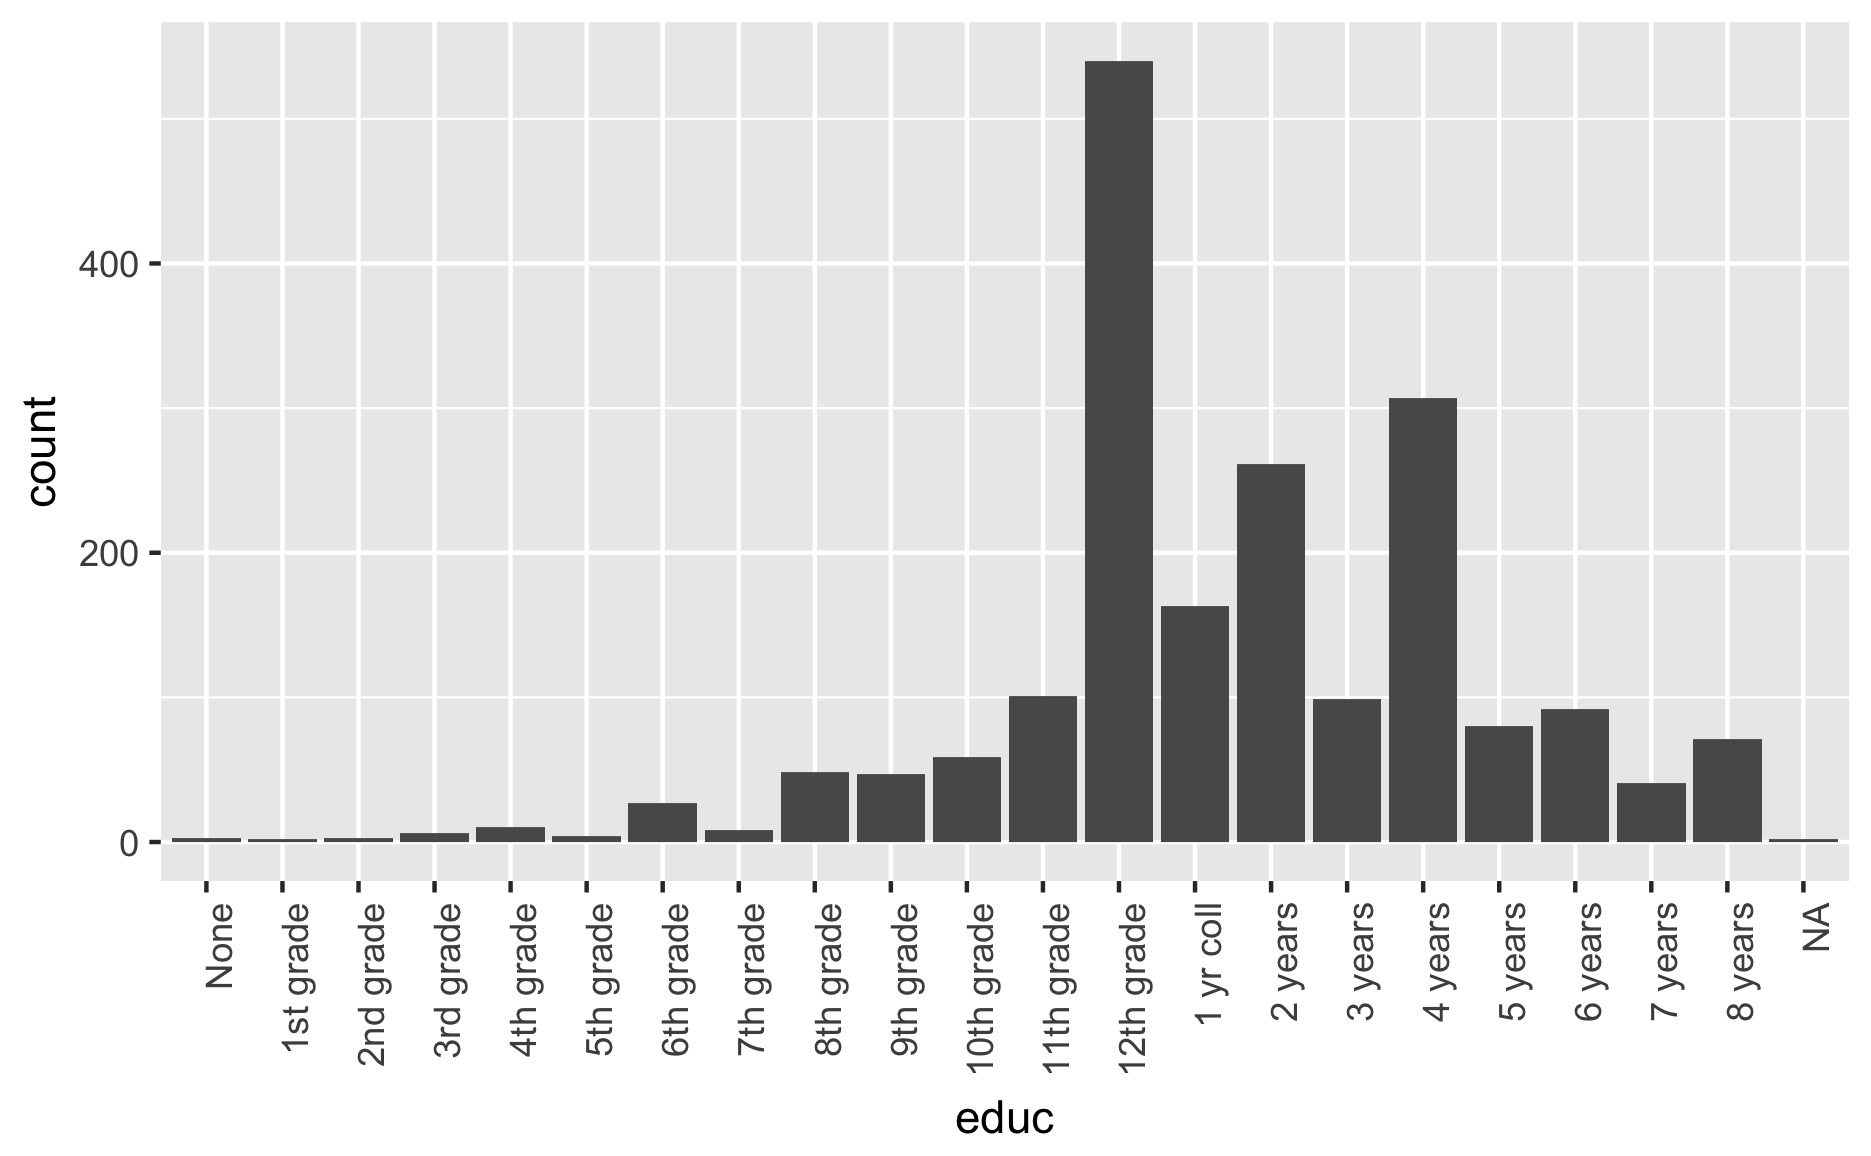 count
400
200
0
None
1st grade
2nd grade
3rd grade
4th grade
5th grade
6th grade
7th grade
8th grade
9th grade
10th grade
11th grade
12th grade
1 yr coll
2 years
3 years
4 years
5 years
6 years
7 years
8 years
NA
educ